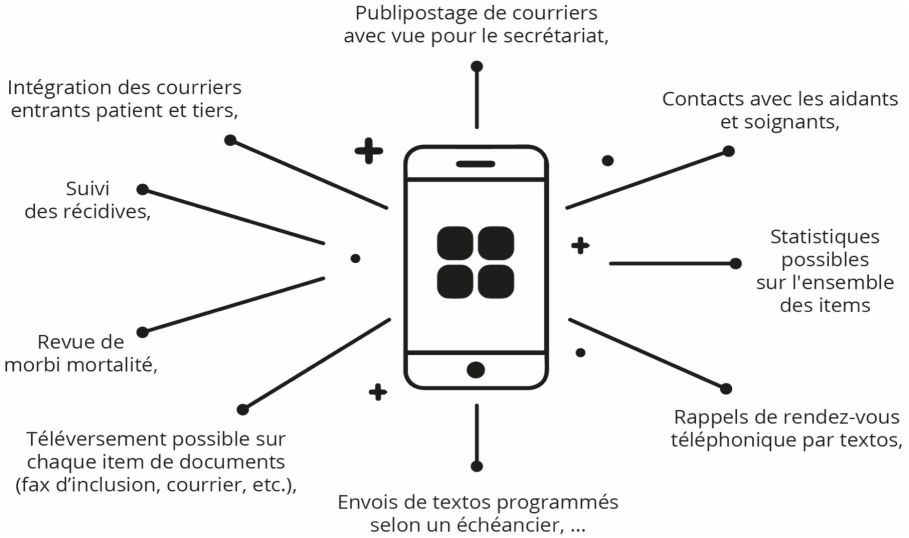 Publipostage de courriers
avec vue pour le secrétariat,
Intégration des courriers
entrants patient et tiers,
Contacts avec les aidants
et soignants,
Suivi
des récidives,
Statistiques
possibles
sur l'ensemble
des items
Revue de
morbi mortalité,
Rappels de rendez-vous
téléphonique par textos,
Téléversement possible sur
chaque item de documents
(fax d’inclusion, courrier, etc.),
Envois de textos programmés
selon un échéancier, ...